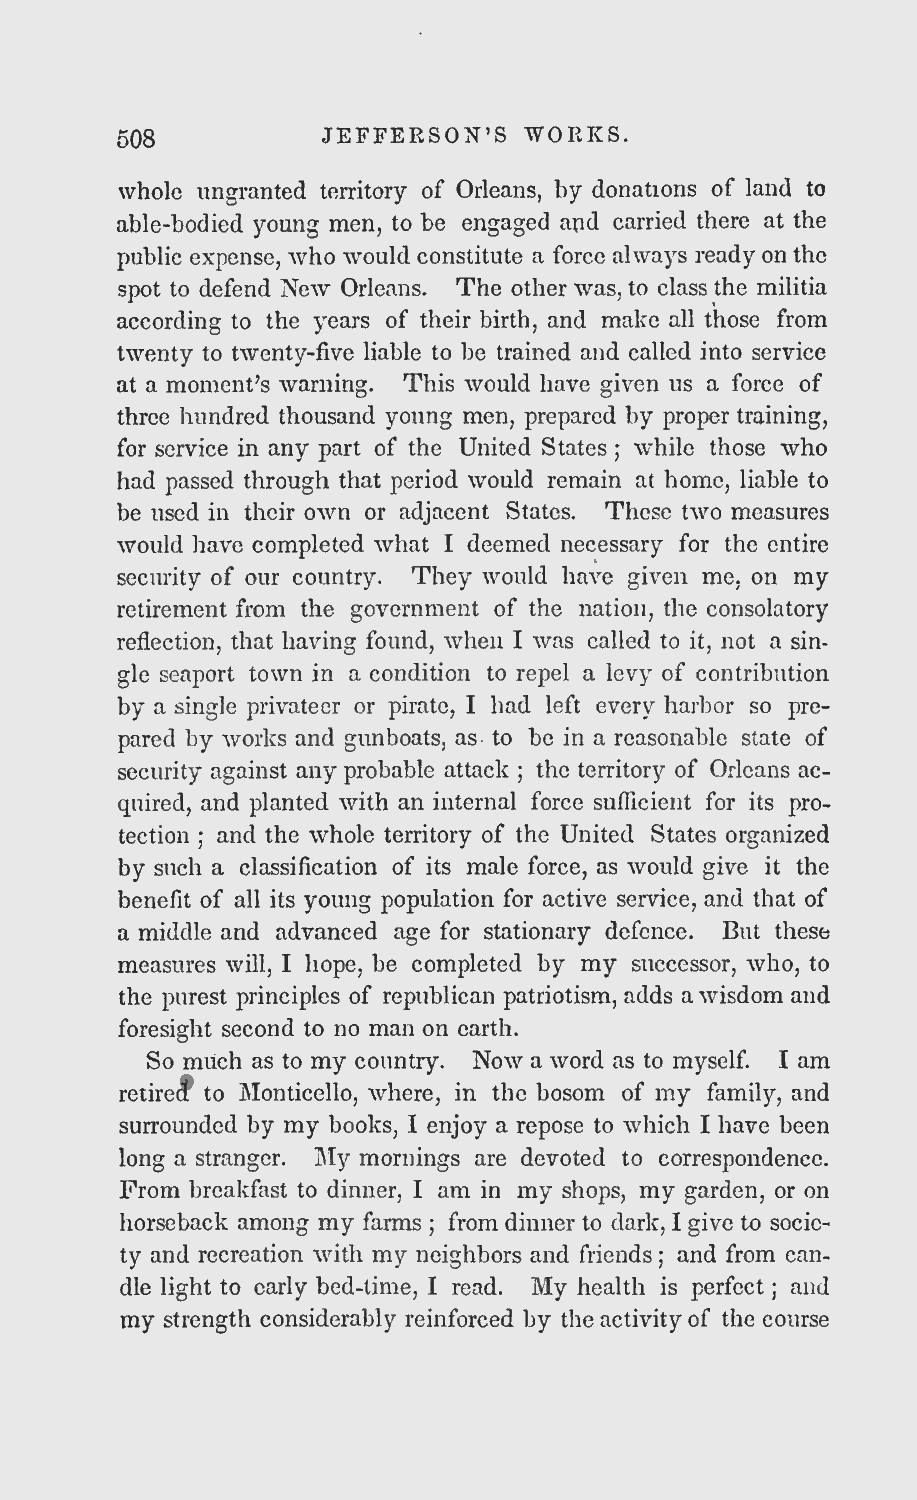 508 JEFFERSON'S WORKS.
whole ungranted territory of Orleans, by donations of land to
able-bodied young men, to be engaged and carried there at the
public expense, who would constitute a force always ready on the
spot to defend New Orleans. The other was, to class the militia
according to the years of their birth, and make all those from
twenty to twenty-five liable to be trained and called into service
at a moment's warning. This would have given us a force of
three hundred thousand young men, prepared by proper training,
for service in any part of the United States ; while those who
had passed through that period would remain at home, liable to
be used in their own or adjacent States. These two measures
would have completed what I deemed necessary for the entire
security of our country. They would have given me, on my
retirement from the government of the nation, the consolatory
reflection, that having found, when I was called to it, not a sin-
gle seaport town in a condition to repel a levy of contribution
by a single privateer or pirate, I had left every harbor so pre-
pared by works and gunboats, as to be in a reasonable state of
security against any probable attack ; the territory of Orleans ac-
quired, and planted with an internal force sufficient for its pro-
tection ; and the whole territory of the United States organized
by such a classification of its male force, as would give it the
benefit of all its young population for active service, and that of
a middle and advanced age for stationary defence. But these
measures will, I hope, be completed by my successor, who, to
the purest principles of republican patriotism, adds a wisdom and
foresight second to no man on earth.
So much as to my country. Now a word as to myself. I am
retired to Monticello, where, in the bosom of my family, and
surrounded by my books, I enjoy a repose to which I have been
long a stranger. My mornings are devoted to correspondence.
From breakfast to dinner, I am in my shops, my garden, or on
horseback among my farms ; from dinner to dark, I give to socie-
ty and recreation with my neighbors and friends ; and from can-
dle light to early bed-time, I read. My health is perfect ; and
my strength considerably reinforced by the activity of the course